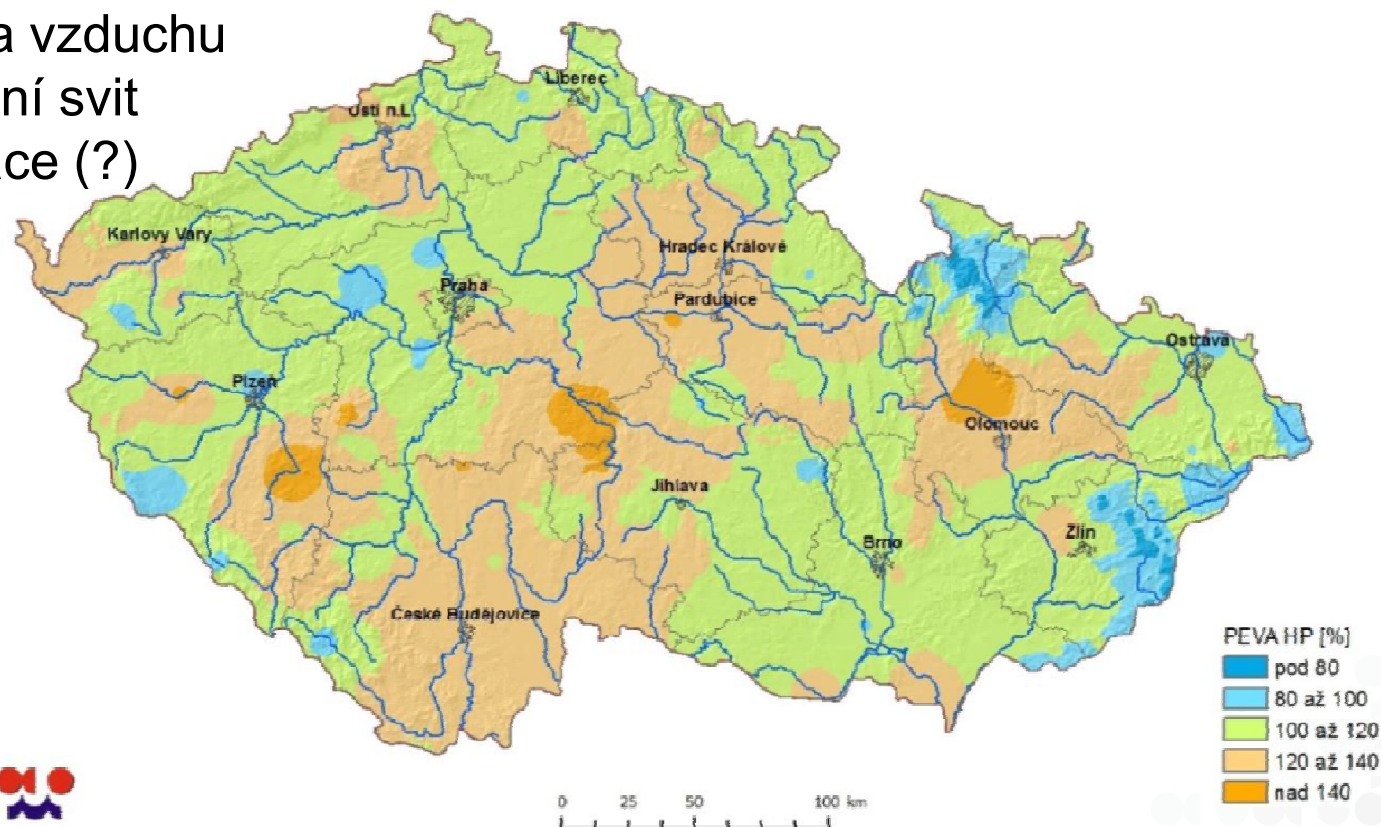 a vzduchu
ní svit
ce (?)
Liberec
Ústí n.L
Karlovy Vary
Hradec Králové
Praha
Pardubice
Ostrava
Plzeň
Olomouc
Jihlava
Zlín
Brno
České Budějovice
PEVA HP [%]
pod 80
80 až 100
100 až 120
120 až 140
nad 140
0 25 50 100 km